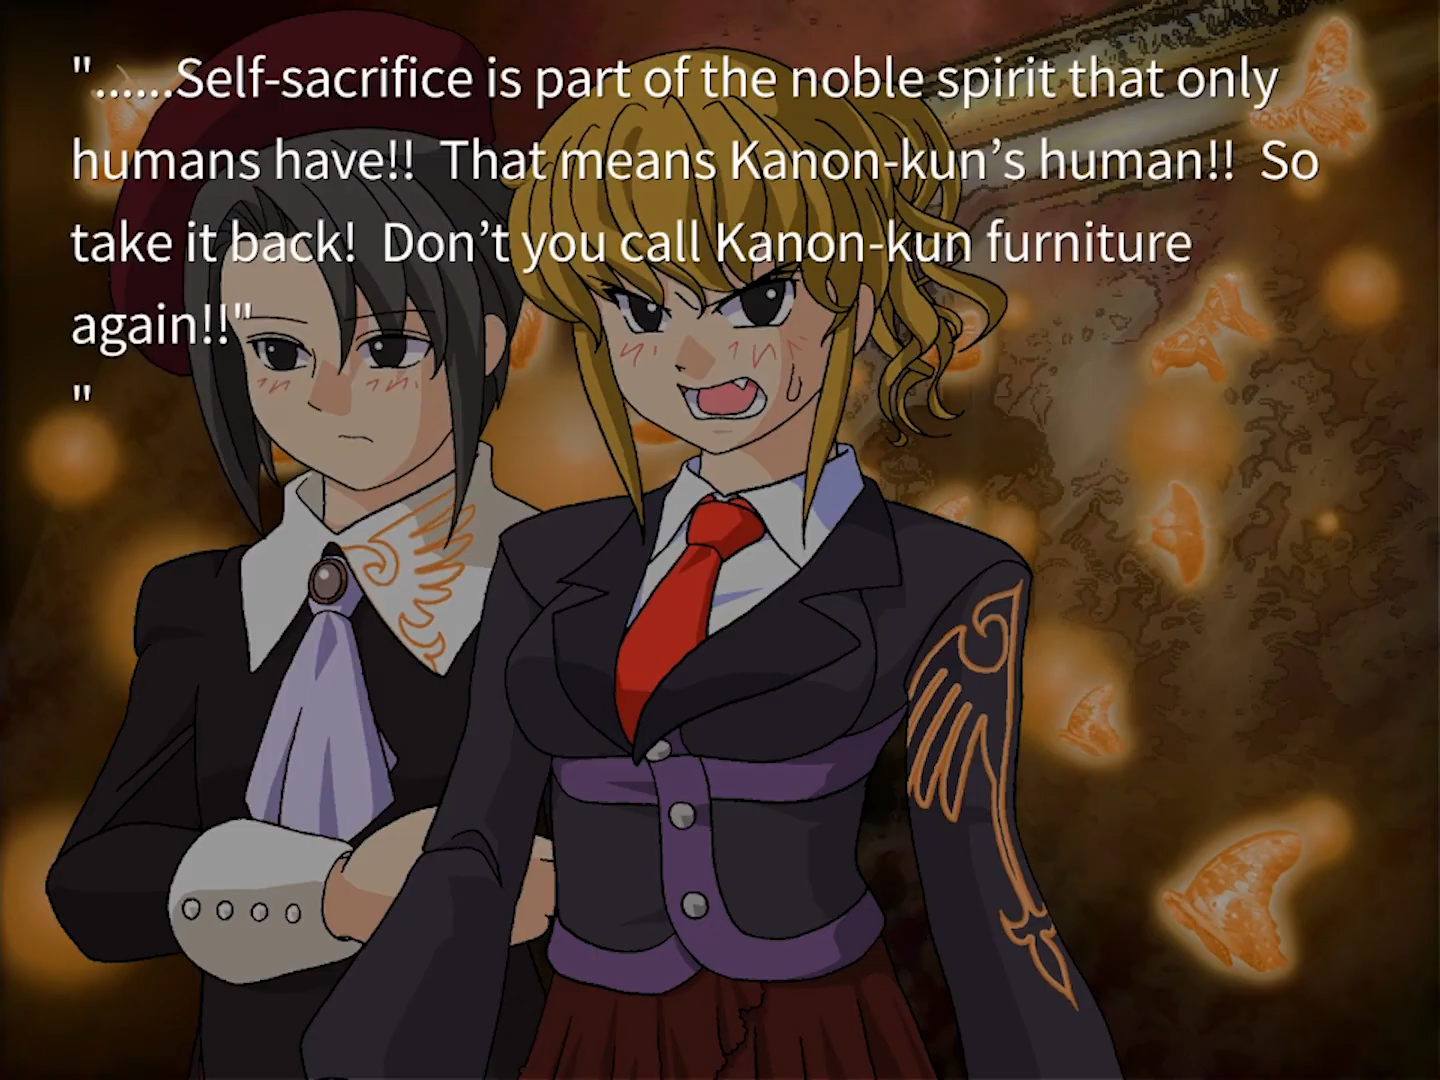 "......Self-sacrifice is part of the noble spirit that only
humans have!!  That means Kanon-kun’s human!!  So
take it back!  Don’t you call Kanon-kun furniture
again!!"
"